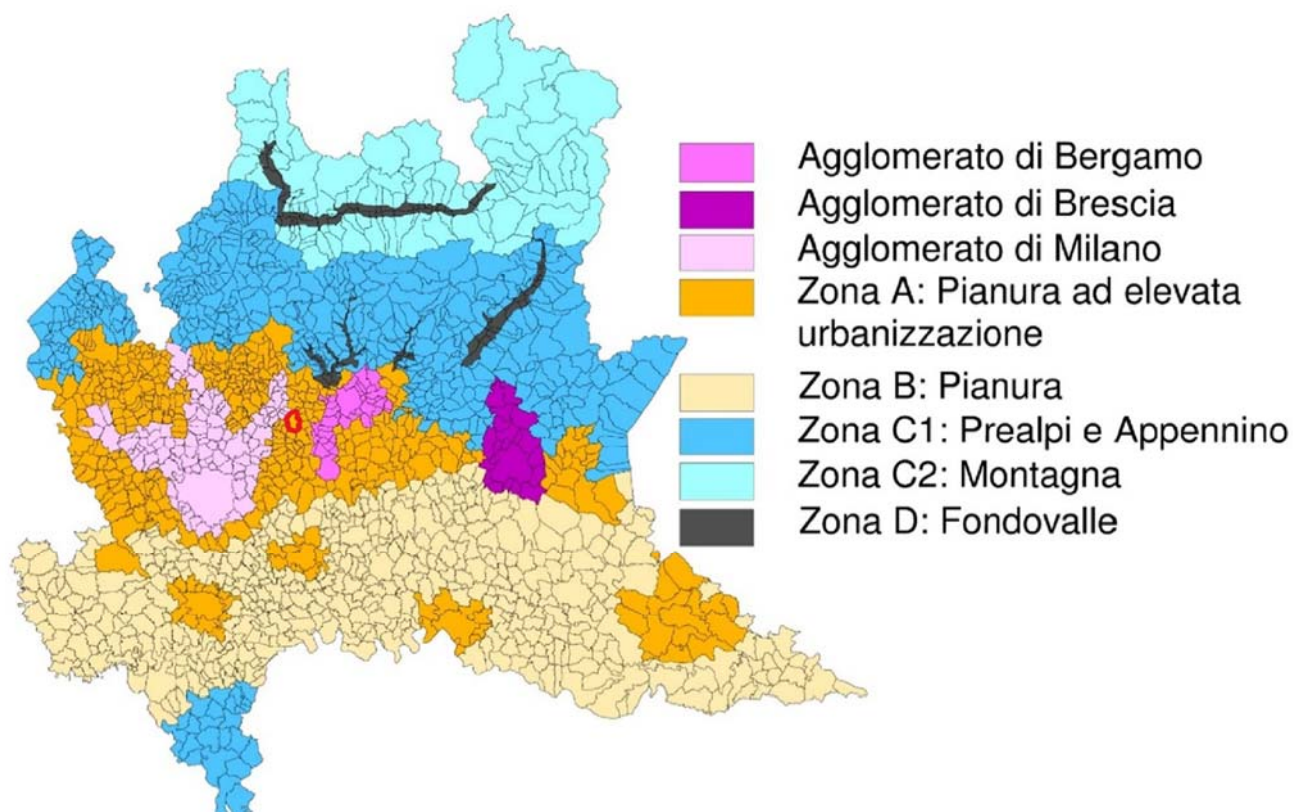 Agglomerato di Bergamo
Agglomerato di Brescia
Agglomerato di Milano
Zona A: Pianura ad elevata
urbanizzazione
Zona B: Pianura
Zona C1: Prealpi e Appennino
Zona C2: Montagna
Zona D: Fondovalle